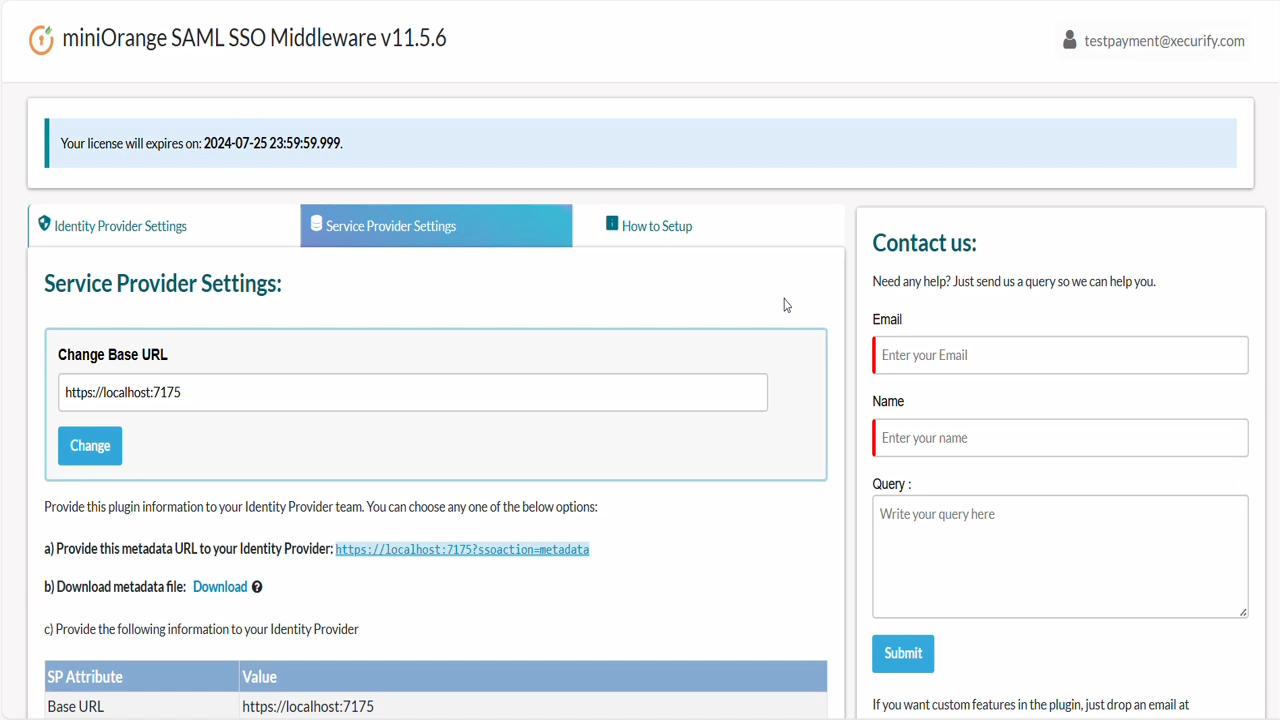 miniOrange SAML SSO Middleware v11.5.6
testpayment@xecurify.com
Your license will expires on: 2024-07-25 23:59:59.999.
Identity Provider Settings
Service Provider Settings
How to Setup
Service Provider Settings:
Change Base URL
https://localhost:7175
Change
Provide this plugin information to your Identity Provider team. You can choose any one of the below options:
a) Provide this metadata URL to your Identity Provider: https://localhost:7175?ssoaction=metadata
b) Download metadata file: Download
c) Provide the following information to your Identity Provider
SP Attribute Value
Base URL https://localhost:7175
Contact us:
Need any help? Just send us a query so we can help you.
Email
Enter your Email
Name
Enter your name
Query :
Write your query here
Submit
If you want custom features in the plugin, just drop an email at